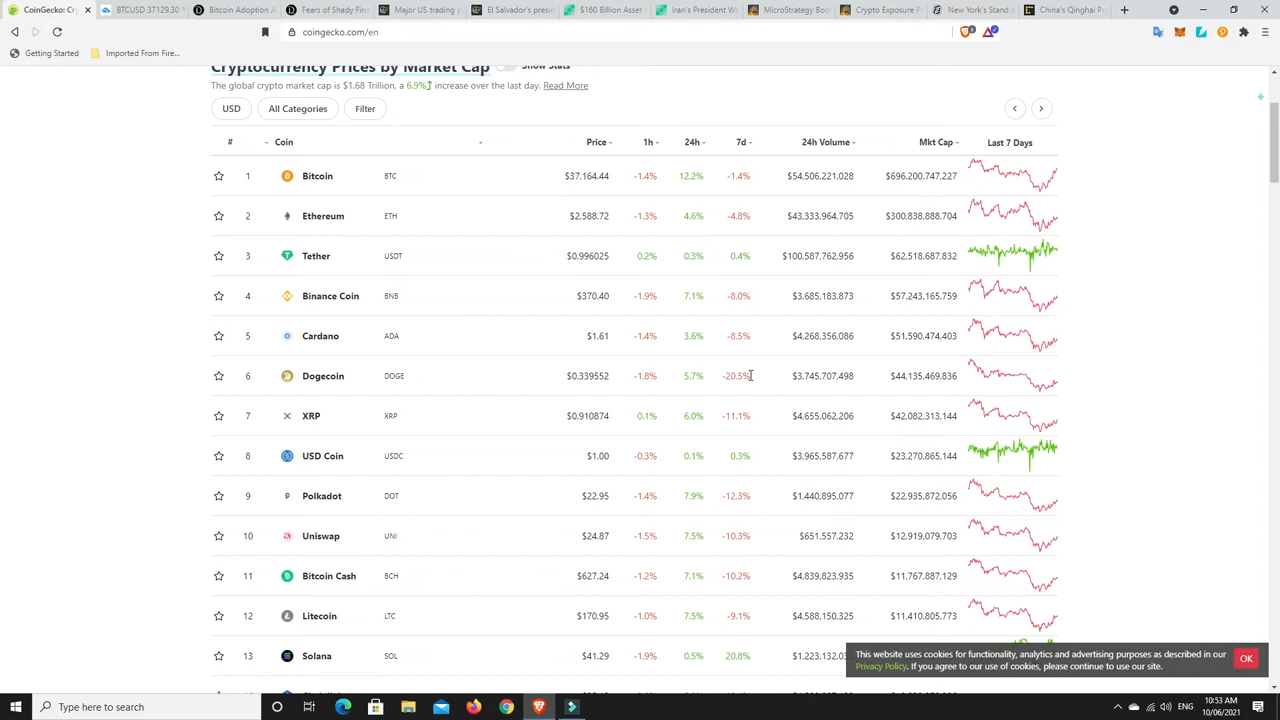 CoinGecko: Cry
BTCUSD 37129.30
Bitcoin Adoption A
Fears of Shady Fina
Major US trading p
El Salvador's presi
$160 Billion Asset
Iran's President W
MicroStrategy Boo
Crypto Exposure P
New York's Stand A
China's Qinghai Pr
coingecko.com/en
Getting Started
Imported From Fire...
Cryptocurrency Prices by Market Cap
Show Stats
The global crypto market cap is $1.68 Trillion, a 6.9% increase over the last day. Read More
USD All Categories Filter
# Coin Price 1h 24h 7d 24h Volume Mkt Cap Last 7 Days
1 Bitcoin BTC $37,164.44 -1.4% 12.2% -1.4% $54,506,221,028 $696,200,747,227
2 Ethereum ETH $2,588.72 -1.3% 4.6% -4.8% $43,333,964,705 $300,838,888,704
3 Tether USDT $0.996025 0.2% 0.3% 0.4% $100,587,762,956 $62,518,687,832
4 Binance Coin BNB $370.40 -1.9% 7.1% -8.0% $3,685,183,873 $57,243,165,759
5 Cardano ADA $1.61 -1.4% 3.6% -8.5% $4,268,356,086 $51,590,474,403
6 Dogecoin DOGE $0.339552 -1.8% 5.7% -20.5% $3,745,707,498 $44,135,469,836
7 XRP XRP $0.910874 0.1% 6.0% -11.1% $4,655,062,206 $42,082,313,144
8 USD Coin USDC $1.00 -0.3% 0.1% 0.3% $3,965,587,677 $23,270,865,144
9 Polkadot DOT $22.95 -1.4% 7.9% -12.3% $1,440,895,077 $22,935,872,056
10 Uniswap UNI $24.87 -1.5% 7.5% -10.3% $651,557,232 $12,919,079,703
11 Bitcoin Cash BCH $627.24 -1.2% 7.1% -10.2% $4,839,823,935 $11,767,887,129
12 Litecoin LTC $170.95 -1.0% 7.5% -9.1% $4,588,150,325 $11,410,805,773
13 Solana SOL $41.29 -1.9% 0.5% 20.8% $1,223,132,0
This website uses cookies for functionality, analytics and advertising purposes as described in our
Privacy Policy. If you agree to our use of cookies, please continue to use our site.
OK
Type here to search
ENG
10:53 AM
10/06/2021